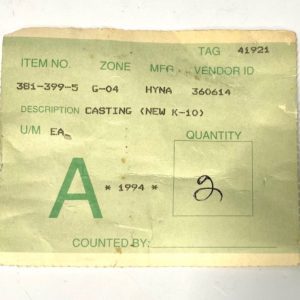 TAG 41921
ITEM NO. ZONE MFG. VENDOR ID
3B1-399-5 G-04 HYNA 360614
DESCRIPTION CASTING (NEW K-10)
U/M EA
QUANTITY
A * 1994 * 2
COUNTED BY: